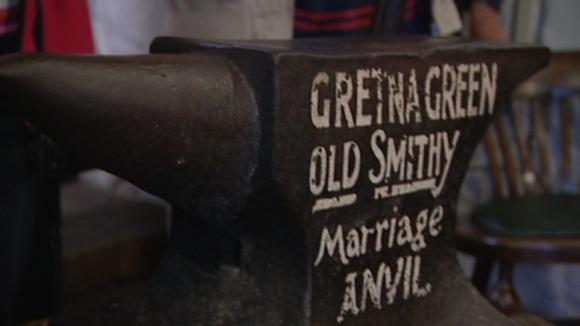 GRETNA GREEN
OLD SMITHY
Marriage
ANVIL